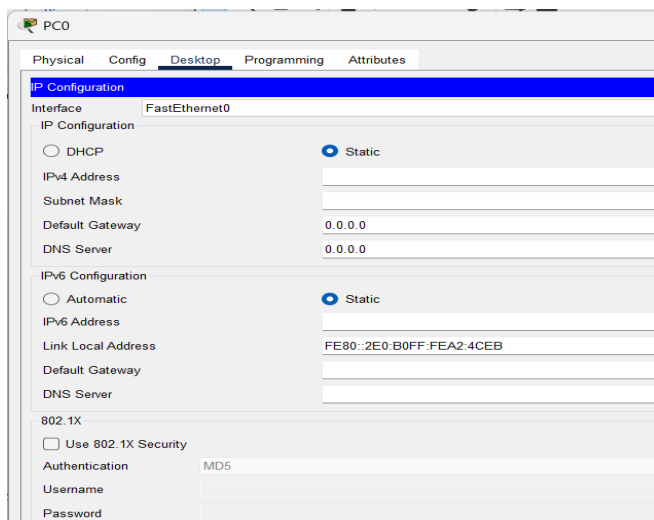 PC0
Physical Config Desktop Programming Attributes
IP Configuration
Interface FastEthernet0
IP Configuration
DHCP Static
IPv4 Address
Subnet Mask
Default Gateway 0.0.0.0
DNS Server 0.0.0.0
IPv6 Configuration
Automatic Static
IPv6 Address
Link Local Address FE80::2E0:B0FF:FEA2:4CEB
Default Gateway
DNS Server
802.1X
Use 802.1X Security
Authentication MD5
Username
Password